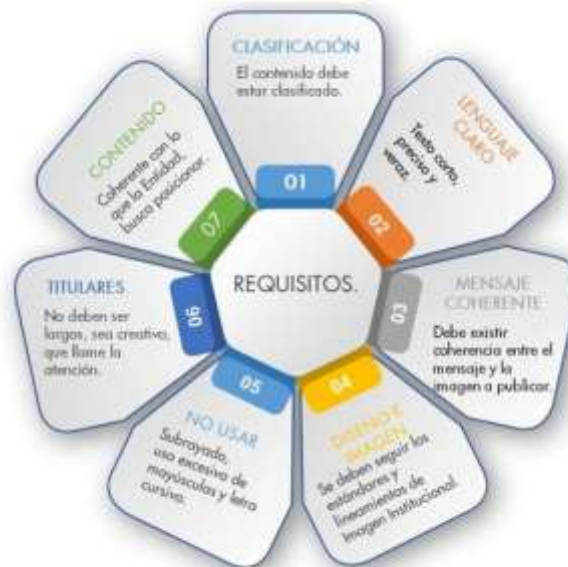 REQUISITOS.
CLASIFICACIÓN
El contenido debe
estar clasificado.
01
LENGUAJE
CLARO
Texto corto,
preciso y
veraz.
02
MENSAJE
COHERENTE
Debe existir
coherencia entre el
mensaje y la
imagen a publicar.
03
DISEÑO E
IMAGEN
Se deben seguir los
estándares y
lineamientos de
Imagen Institucional.
04
NO USAR
Subrayado,
uso excesivo de
mayúsculas y letra
cursiva.
05
TITULARES
No deben ser
largos, sea creativo,
que llame la
atención.
06
CONTENIDO
Coherente con lo
que la Entidad,
busca posicionar.
07